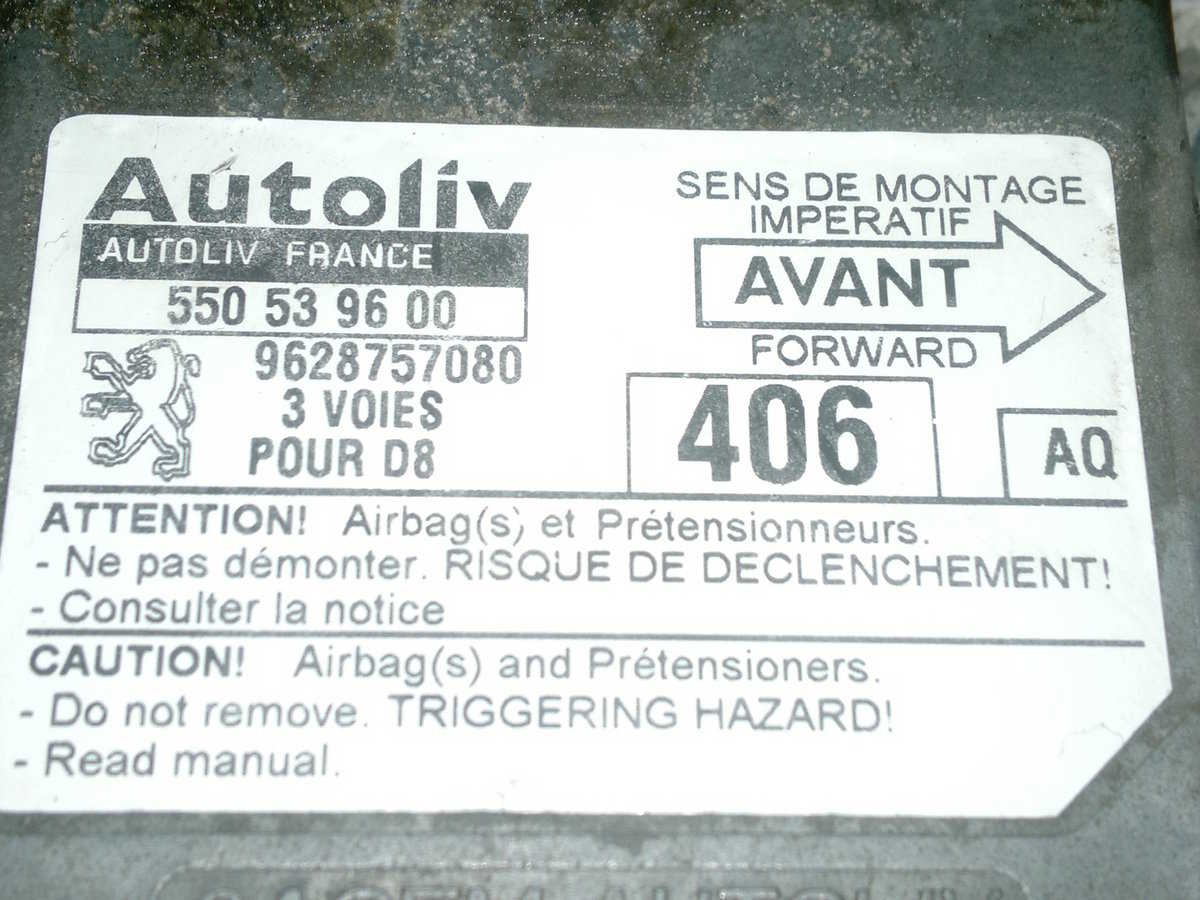 Autoliv
AUTOLIV FRANCE
550 53 96 00
9628757080
3 VOIES
POUR D8
SENS DE MONTAGE
IMPERATIF
AVANT
FORWARD
406
AQ
ATTENTION! Airbag(s) et Prétensionneurs.
- Ne pas démonter. RISQUE DE DECLENCHEMENT!
- Consulter la notice
CAUTION! Airbag(s) and Prétensioners.
- Do not remove. TRIGGERING HAZARD!
- Read manual.